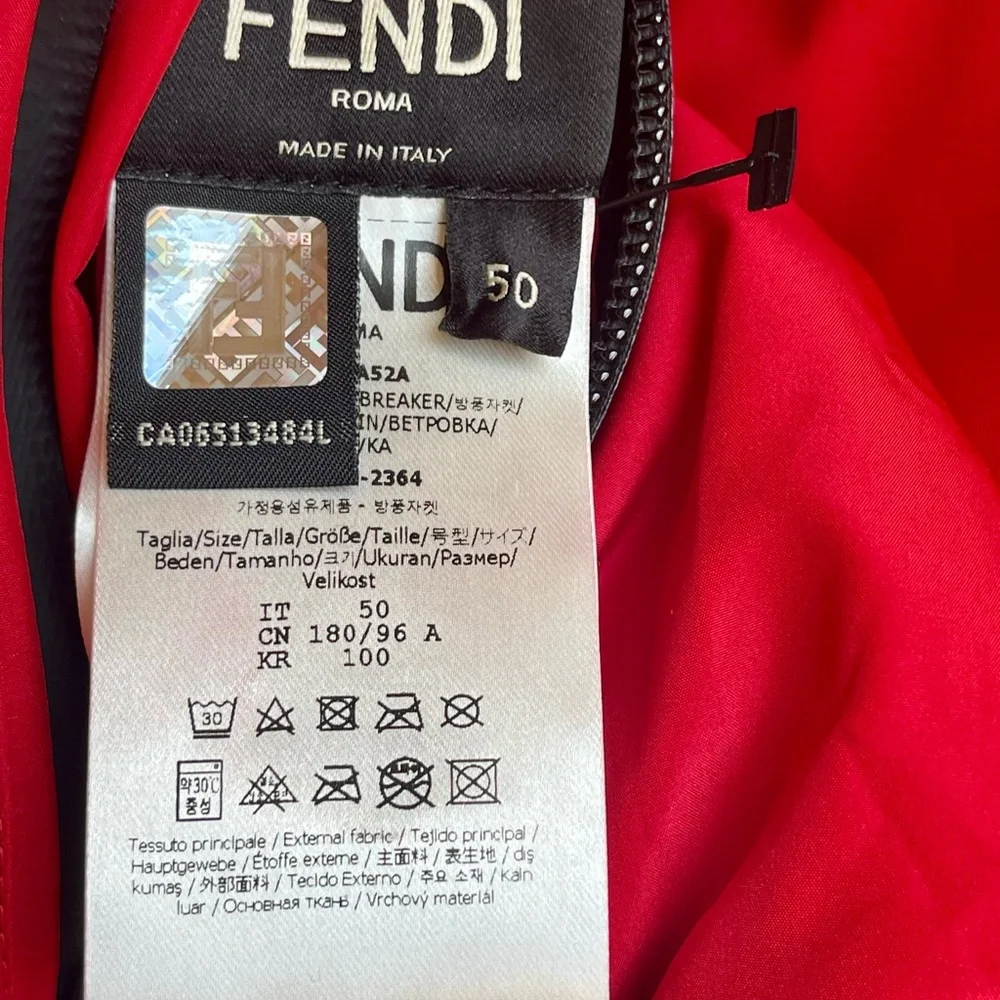 FENDI
ROMA
MADE IN ITALY
50
CA06513484L
ND
MA
A52A
BREAKER/방풍자켓/
IN/ВЕТРОВКА/
/KA
-2364
가정용섬유제품 - 방풍자켓
Taglia/Size/Talla/Größe/Taille/号型/サイズ/
Beden/Tamanho/크기/Ukuran/Размер/
Velikost
IT 50
CN 180/96 A
KR 100
30
약30℃
중성
Tessuto principale / External fabric / Tejido principal /
Hauptgewebe / Étoffe externe / 主面料 / 表生地 / dış
kumaş / 外部面料 / Tecido Externo / 주요 소재 / Kain
luar / Основная ткань / Vrchový materiál